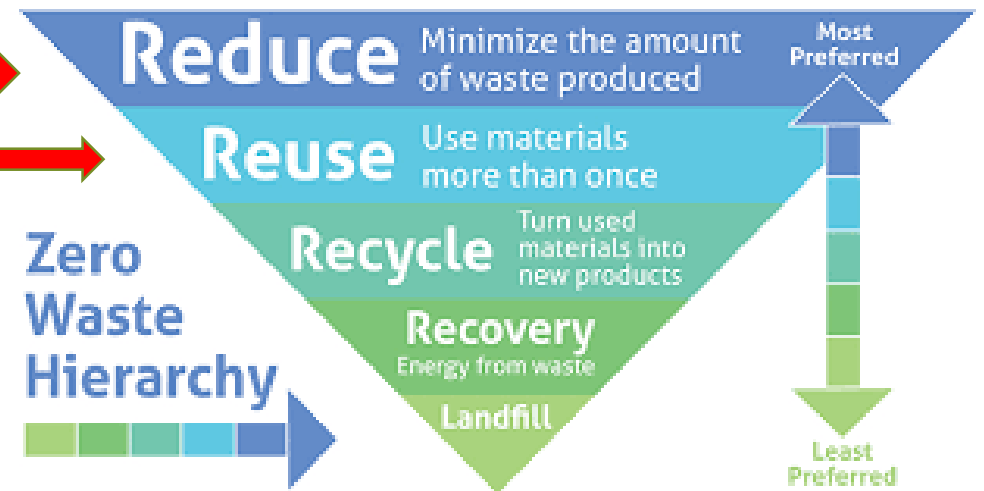 Reduce
Minimize the amount
of waste produced
Most
Preferred
Reuse
Use materials
more than once
Recycle
Turn used
materials into
new products
Zero
Waste
Hierarchy
Recovery
Energy from waste
Landfill
Least
Preferred